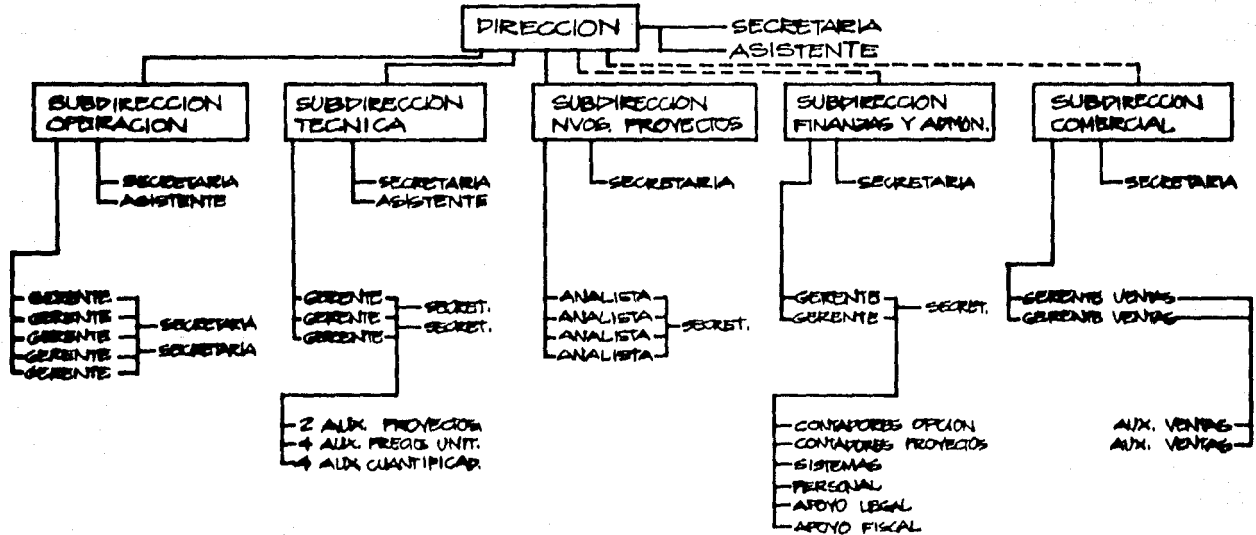 DIRECCION
SECRETARIA
ASISTENTE
SUBDIRECCION
OPERACION
SECRETARIA
ASISTENTE
GERENTE
GERENTE
GERENTE
GERENTE
GERENTE
SECRETARIA
SECRETARIA
SUBDIRECCION
TECNICA
SECRETARIA
ASISTENTE
GERENTE
GERENTE
GERENTE
SECRET.
SECRET.
2 AUX. PROYECTOS
4 AUX. PRECIO UNIT.
4 AUX. CUANTIFICAD.
SUBDIRECCION
NVOS. PROYECTOS
SECRETARIA
ANALISTA
ANALISTA
ANALISTA
ANALISTA
SECRET.
SUBDIRECCION
FINANZAS Y ADMON.
SECRETARIA
GERENTE
GERENTE
SECRET.
CONTADORES OPCION
CONTADORES PROYECTOS
SISTEMAS
PERSONAL
APOYO LEGAL
APOYO FISCAL
SUBDIRECCION
COMERCIAL
SECRETARIA
GERENTE VENTAS
GERENTE VENTAS
AUX. VENTAS
AUX. VENTAS